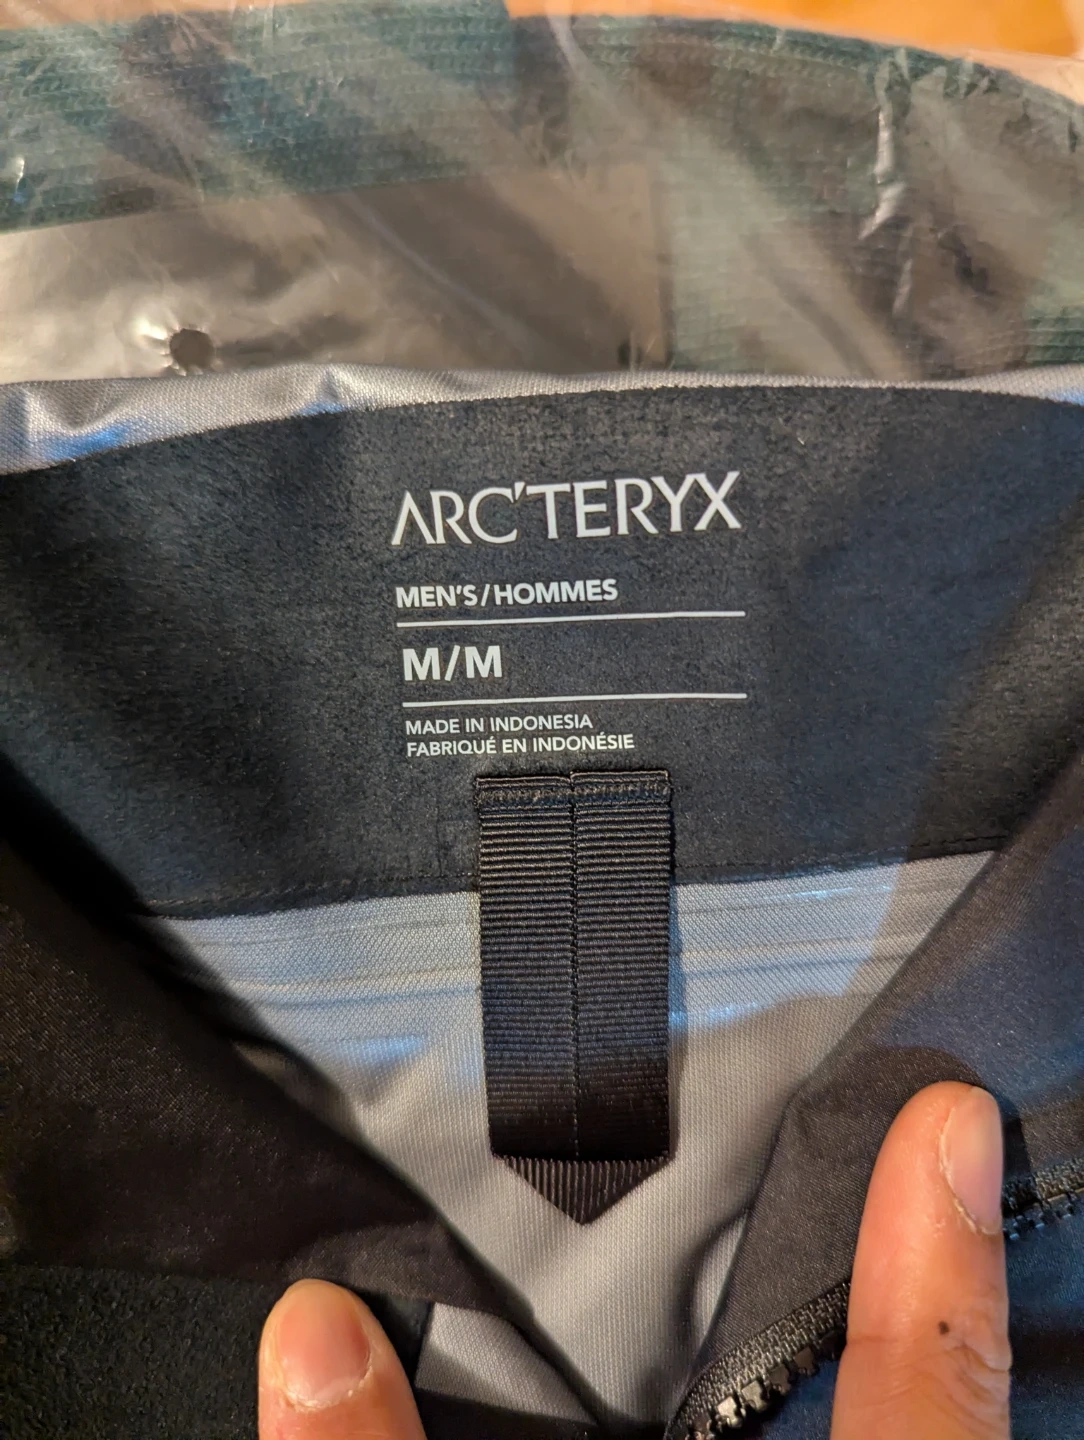 ARC'TERYX
MEN'S/HOMMES
M/M
MADE IN INDONESIA
FABRIQUÉ EN INDONÉSIE